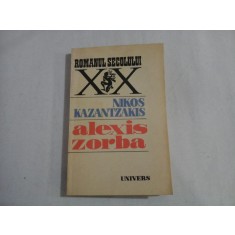 ROMANUL SECOLULUI
XX
NIKOS
KAZANTZAKIS
alexis
zorba
UNIVERS